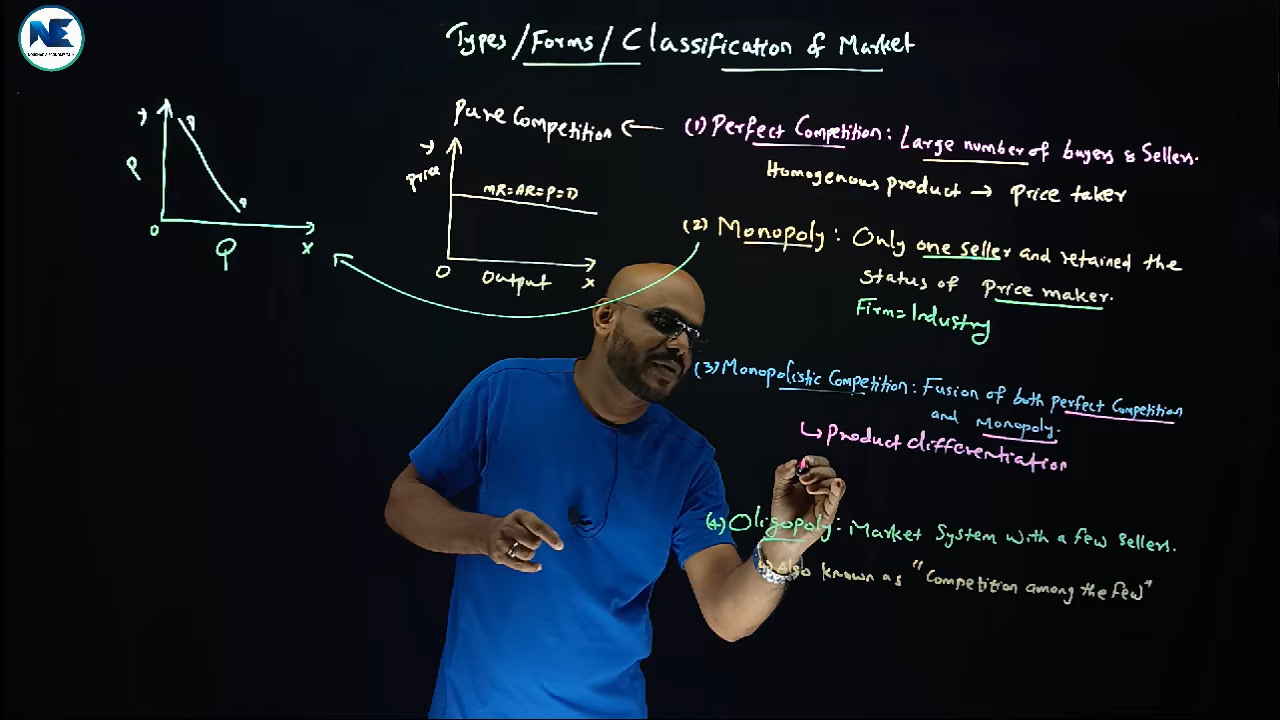 NE
Types/Forms/Classification of Market
Pure Competition ← (1) Perfect Competition: Large number of buyers & Sellers.
Homogenous product → Price taker
y
Price
MR=AR=P=D
O
Output
x
y
P
O
Q
x
(2) Monopoly: Only one seller and retained the
status of Price maker.
Firm=Industry
(3) Monopolistic Competition: Fusion of both perfect Competition
and Monopoly.
↳ Product differentiation
(4) Oligopoly: Market System with a few Sellers.
Also known as "Competition among the few"